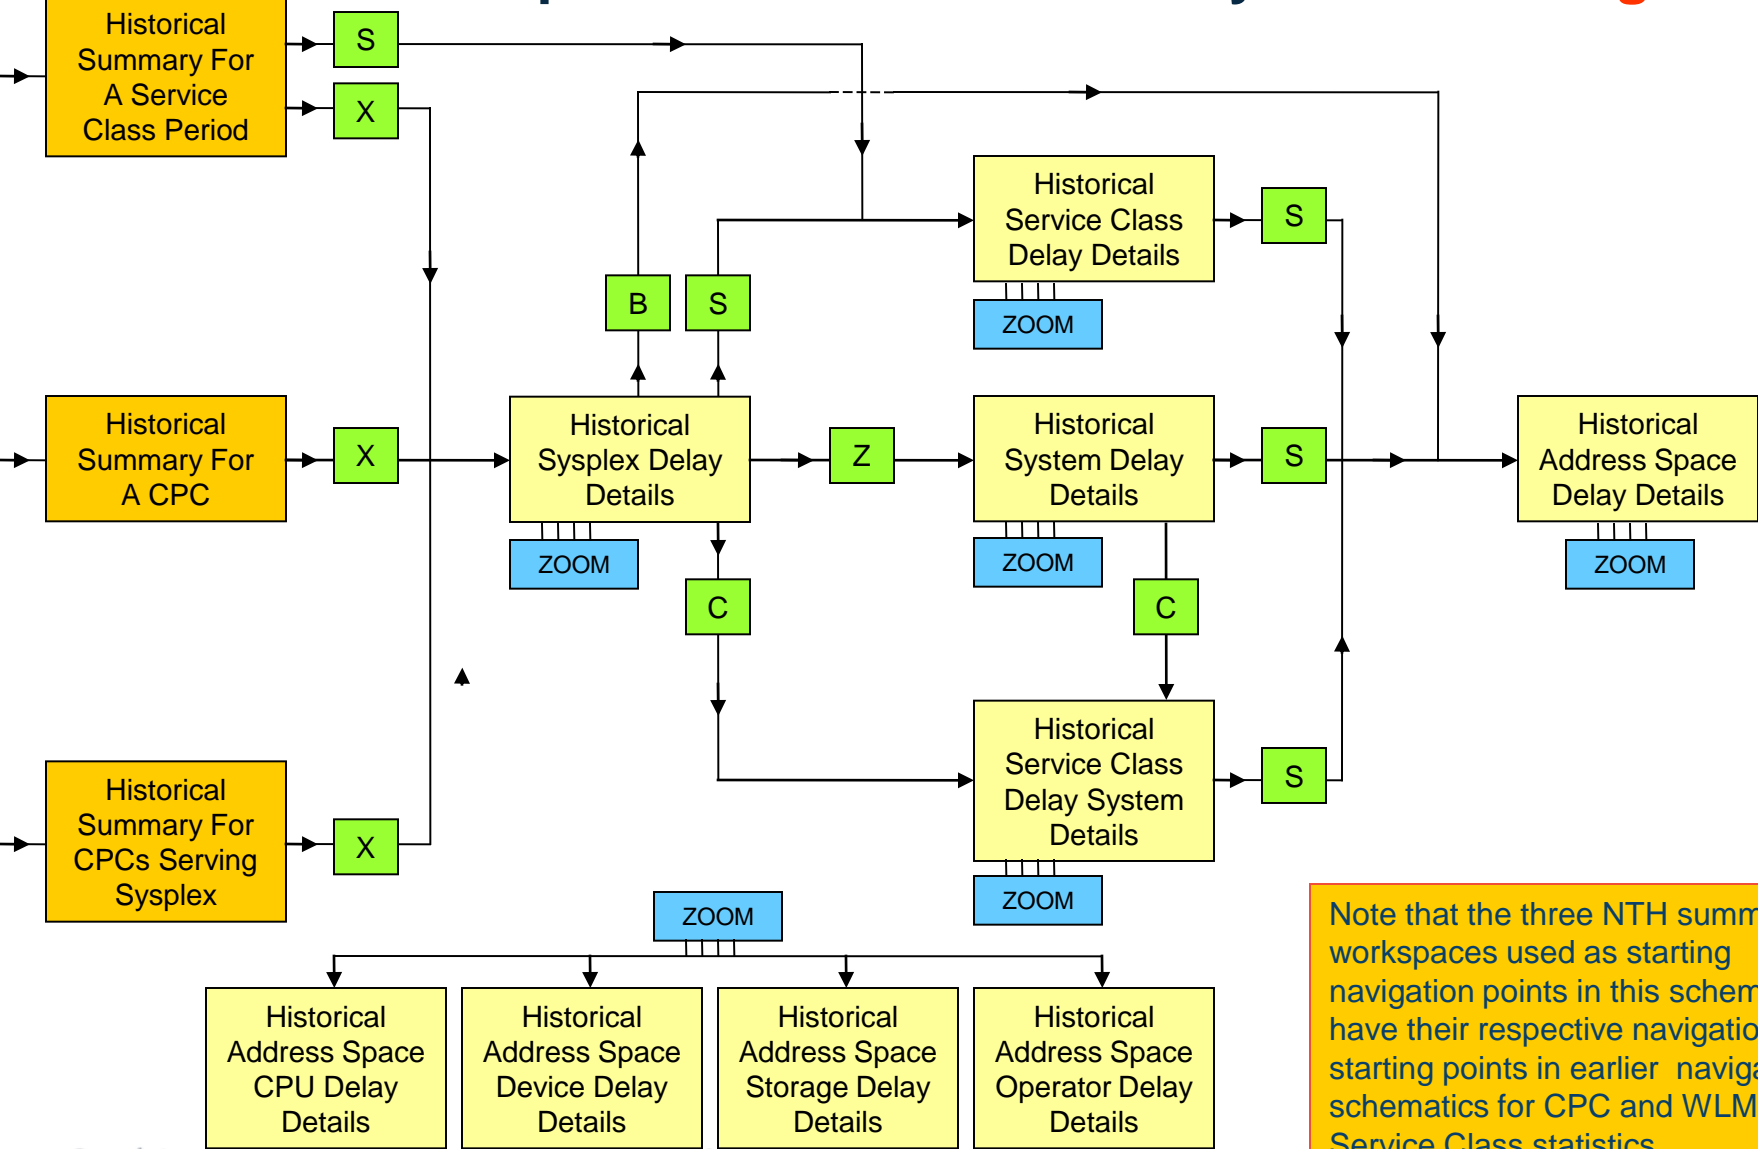 Historical
Summary For
A Service
Class Period
S
X
Historical
Service Class
Delay Details
S
ZOOM
B
S
Historical
Summary For
A CPC
X
Historical
Sysplex Delay
Details
ZOOM
Z
Historical
System Delay
Details
ZOOM
S
Historical
Address Space
Delay Details
ZOOM
C
C
Historical
Summary For
CPCs Serving
Sysplex
X
Historical
Service Class
Delay System
Details
ZOOM
S
ZOOM
Historical
Address Space
CPU Delay
Details
Historical
Address Space
Device Delay
Details
Historical
Address Space
Storage Delay
Details
Historical
Address Space
Operator Delay
Details
Note that the three NTH
workspaces used as starting
navigation points in this
have their respective
starting points in earlier
schematics for CPC and WLM
Service Class statistics